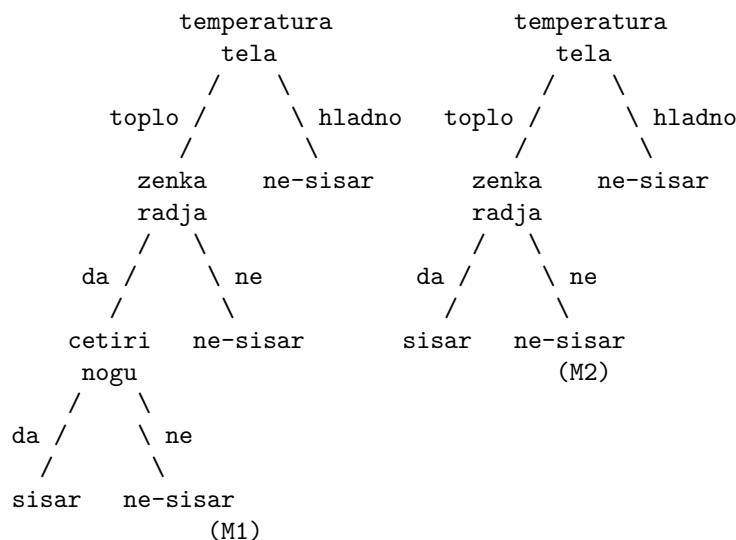 temperatura temperatura
tela tela
toplo hladno toplo hladno
zenka ne-sisar zenka ne-sisar
radja radja
da ne da ne
cetiri ne-sisar sisar ne-sisar
nogu (M2)
da ne
sisar ne-sisar
(M1)